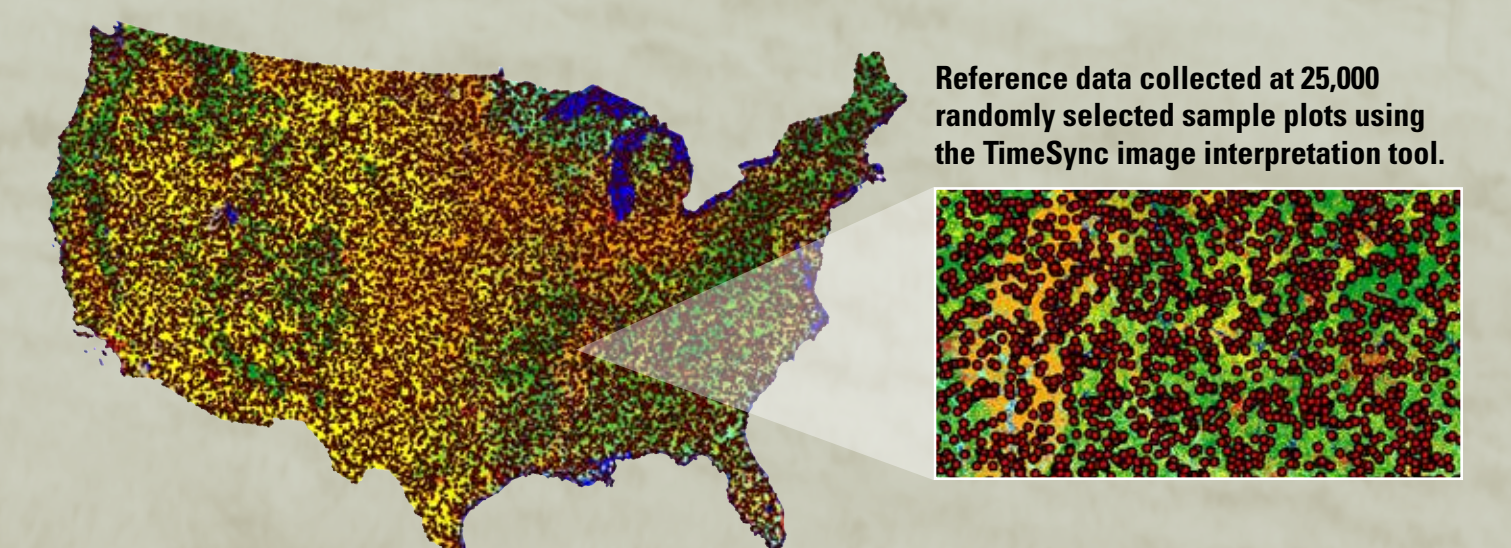 Reference data collected at 25,000
randomly selected sample plots using
the TimeSync image interpretation tool.